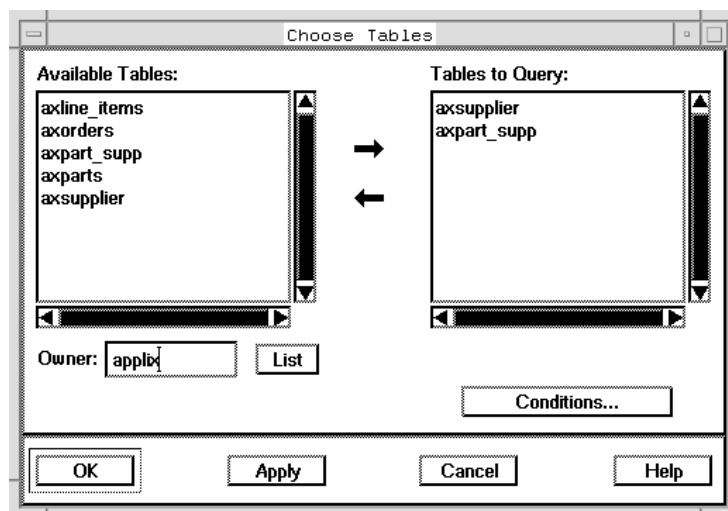 Choose Tables
Available Tables:
axline_items
axorders
axpart_supp
axparts
axsupplier
Tables to Query:
axsupplier
axpart_supp
Owner: applix
List
Conditions...
OK
Apply
Cancel
Help